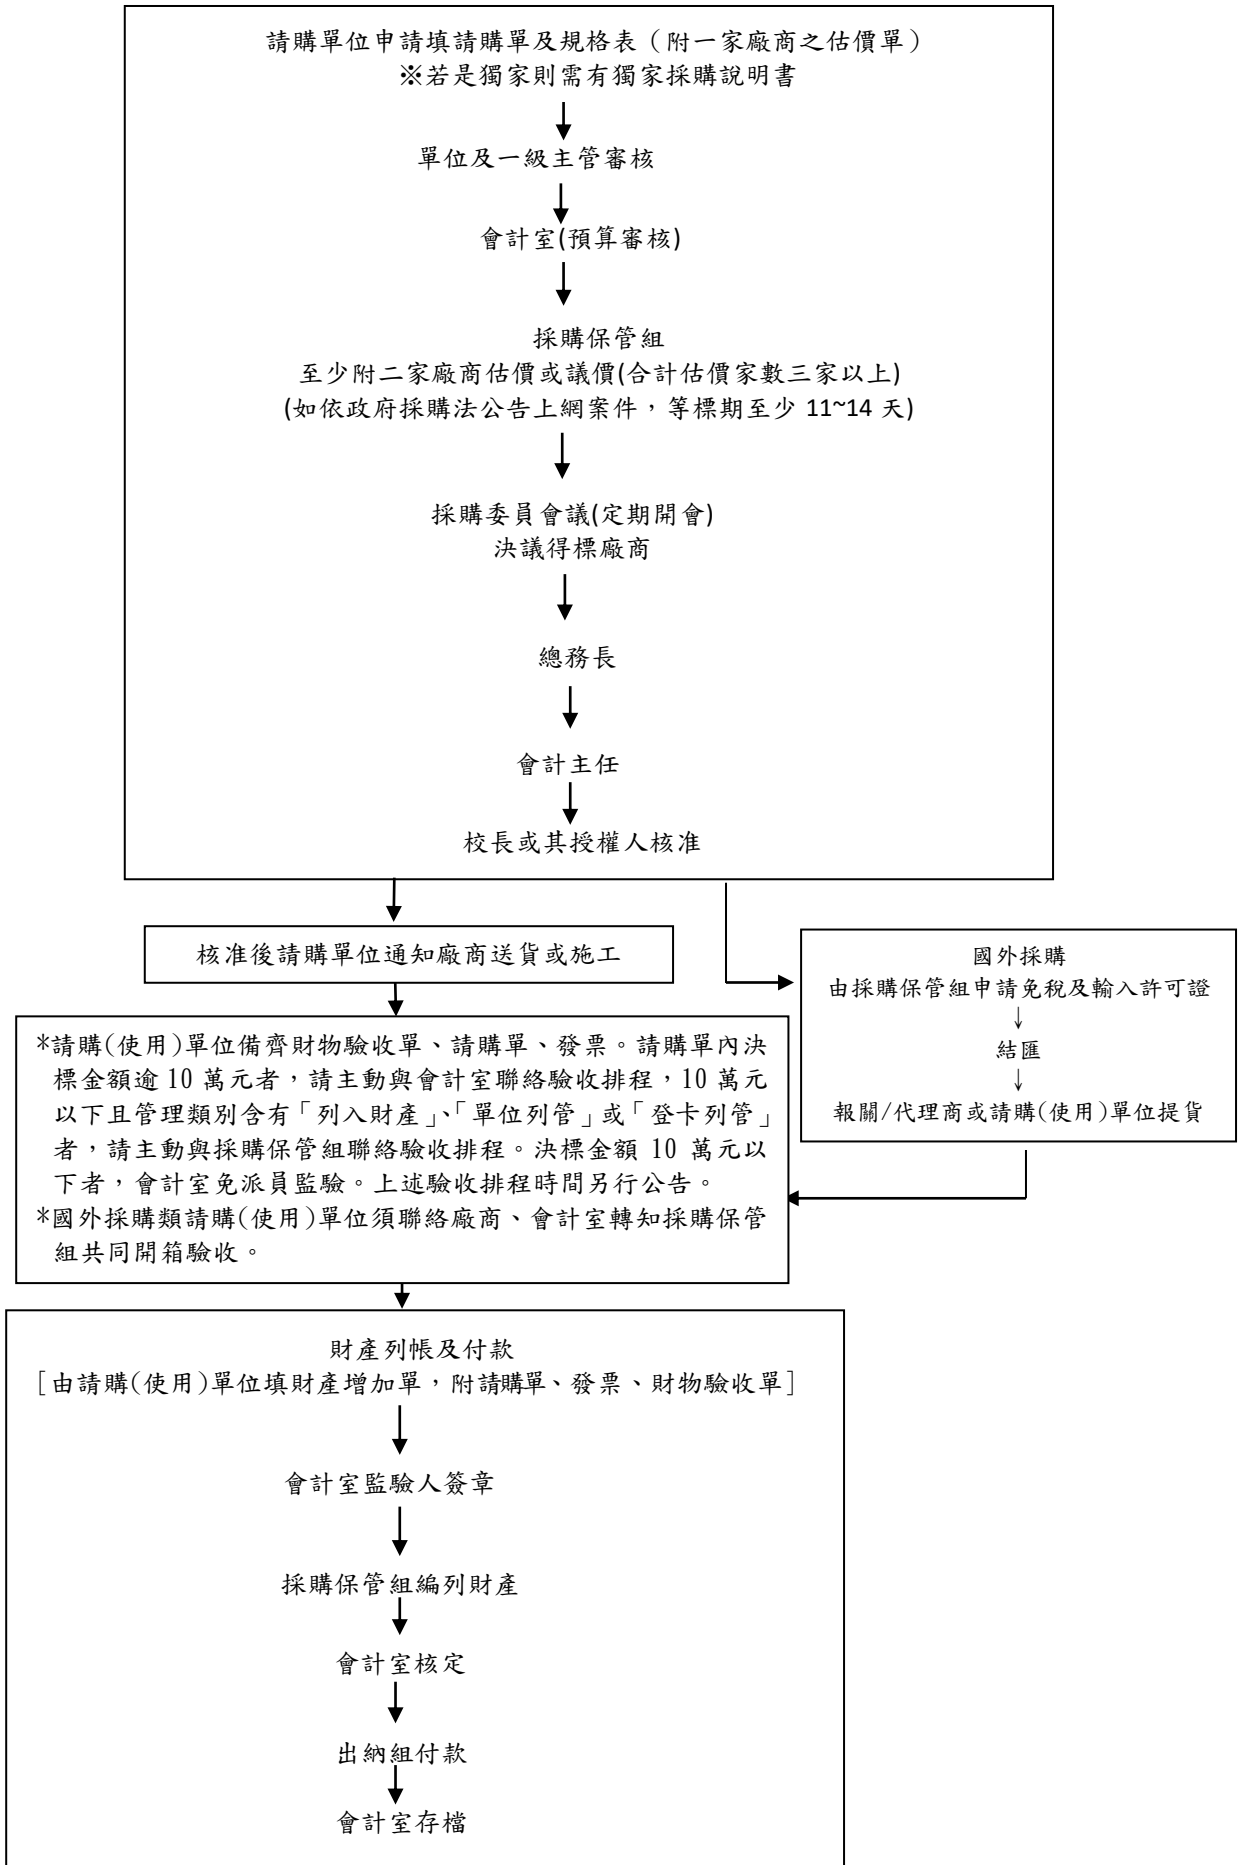 請購單位申請填請購單及規格表（附一家廠商之估價單）
※若是獨家則需有獨家採購說明書
單位及一級主管審核
會計室(預算審核)
採購保管組
至少附二家廠商估價或議價(合計估價家數三家以上)
(如依政府採購法公告上網案件，等標期至少 11~14 天)
採購委員會議(定期開會)
決議得標廠商
總務長
會計主任
校長或其授權人核准
核准後請購單位通知廠商送貨或施工
國外採購
由採購保管組申請免稅及輸入許可證
↓
結匯
↓
報關/代理商或請購(使用)單位提貨
*請購(使用)單位備齊財物驗收單、請購單、發票。請購單內決
標金額逾 10 萬元者，請主動與會計室聯絡驗收排程，10 萬元
以下且管理類別含有「列入財產」、「單位列管」或「登卡列管」
者，請主動與採購保管組聯絡驗收排程。決標金額 10 萬元以
下者，會計室免派員監驗。上述驗收排程時間另行公告。
*國外採購類請購(使用)單位須聯絡廠商、會計室轉知採購保管
組共同開箱驗收。
財產列帳及付款
[由請購(使用)單位填財產增加單，附請購單、發票、財物驗收單]
會計室監驗人簽章
採購保管組編列財產
會計室核定
出納組付款
會計室存檔